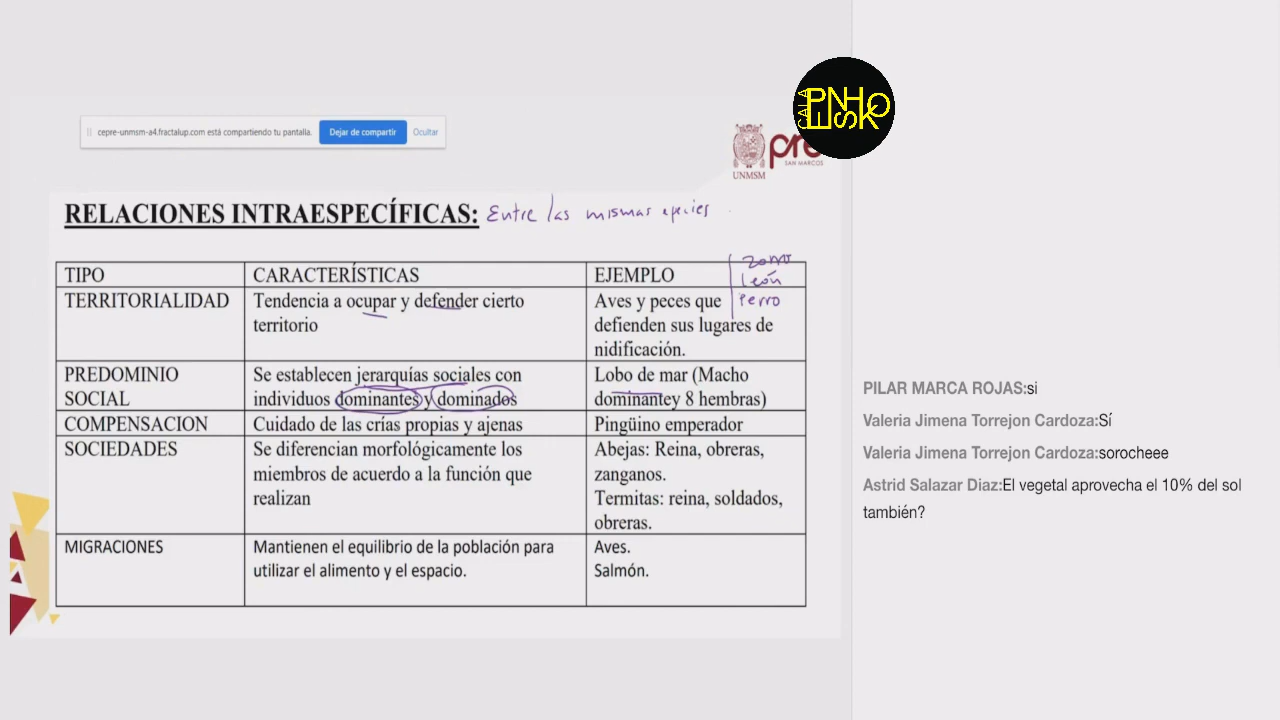 cepre-unmsm-a4.fractalup.com está compartiendo tu pantalla.
Dejar de compartir
Ocultar
CALA
PNHO
ESK
UNMSM
pre
SAN MARCOS
RELACIONES INTRAESPECÍFICAS: Entre las mismas especies
TIPO
CARACTERÍSTICAS
EJEMPLO
zorro
león
Perro
TERRITORIALIDAD
Tendencia a ocupar y defender cierto
territorio
Aves y peces que
defienden sus lugares de
nidificación.
PREDOMINIO
SOCIAL
Se establecen jerarquías sociales con
individuos dominantes y dominados
Lobo de mar (Macho
dominantey 8 hembras)
COMPENSACION
Cuidado de las crías propias y ajenas
Pingüino emperador
SOCIEDADES
Se diferencian morfológicamente los
miembros de acuerdo a la función que
realizan
Abejas: Reina, obreras,
zanganos.
Termitas: reina, soldados,
obreras.
MIGRACIONES
Mantienen el equilibrio de la población para
utilizar el alimento y el espacio.
Aves.
Salmón.
PILAR MARCA ROJAS:si
Valeria Jimena Torrejon Cardoza:Sí
Valeria Jimena Torrejon Cardoza:sorocheee
Astrid Salazar Diaz:El vegetal aprovecha el 10% del sol
también?